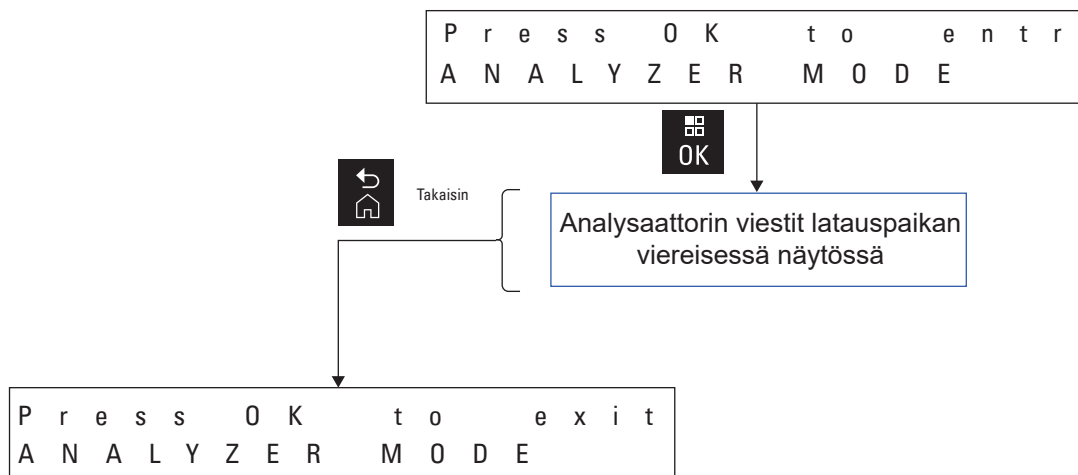 Press OK to entr
ANALYZER MODE
OK
Takaisin
Analysaattorin viestit latauspaikan
viereisessä näytössä
Press OK to exit
ANALYZER MODE